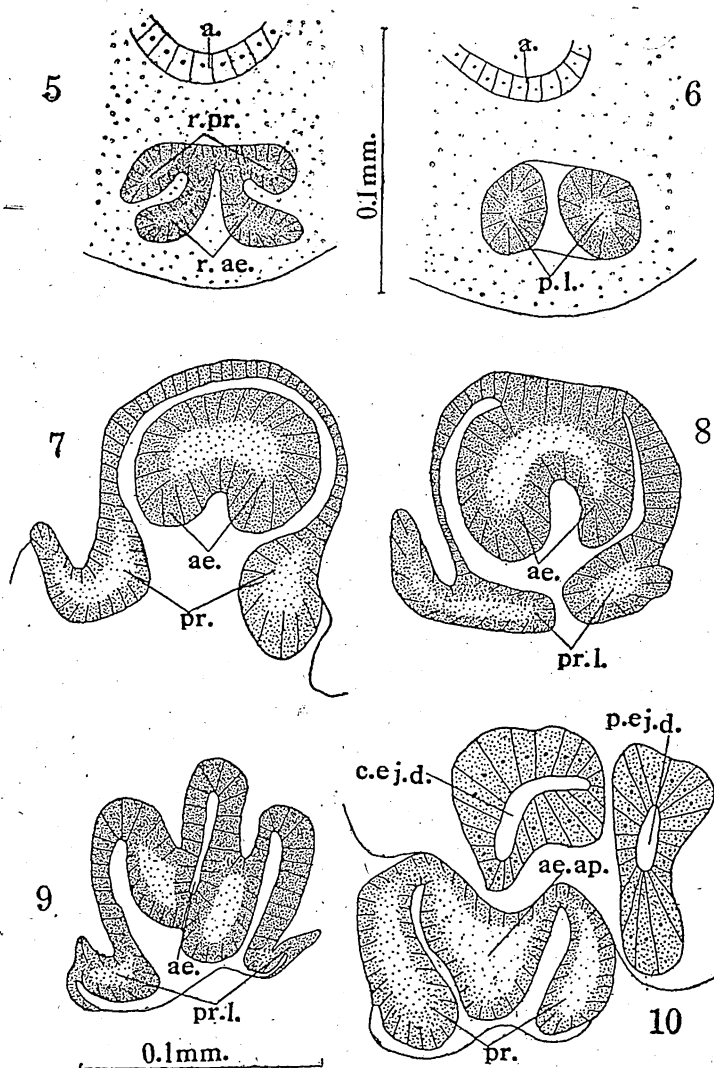 a.
5
r.pr.
r. ae.
0.1mm.
a.
6
p.l.
7
ae.
pr.
8
ae.
pr.l.
9
ae.
pr.l.
0.1mm.
c.ej.d.
p.ej.d.
ae.ap.
10
pr.